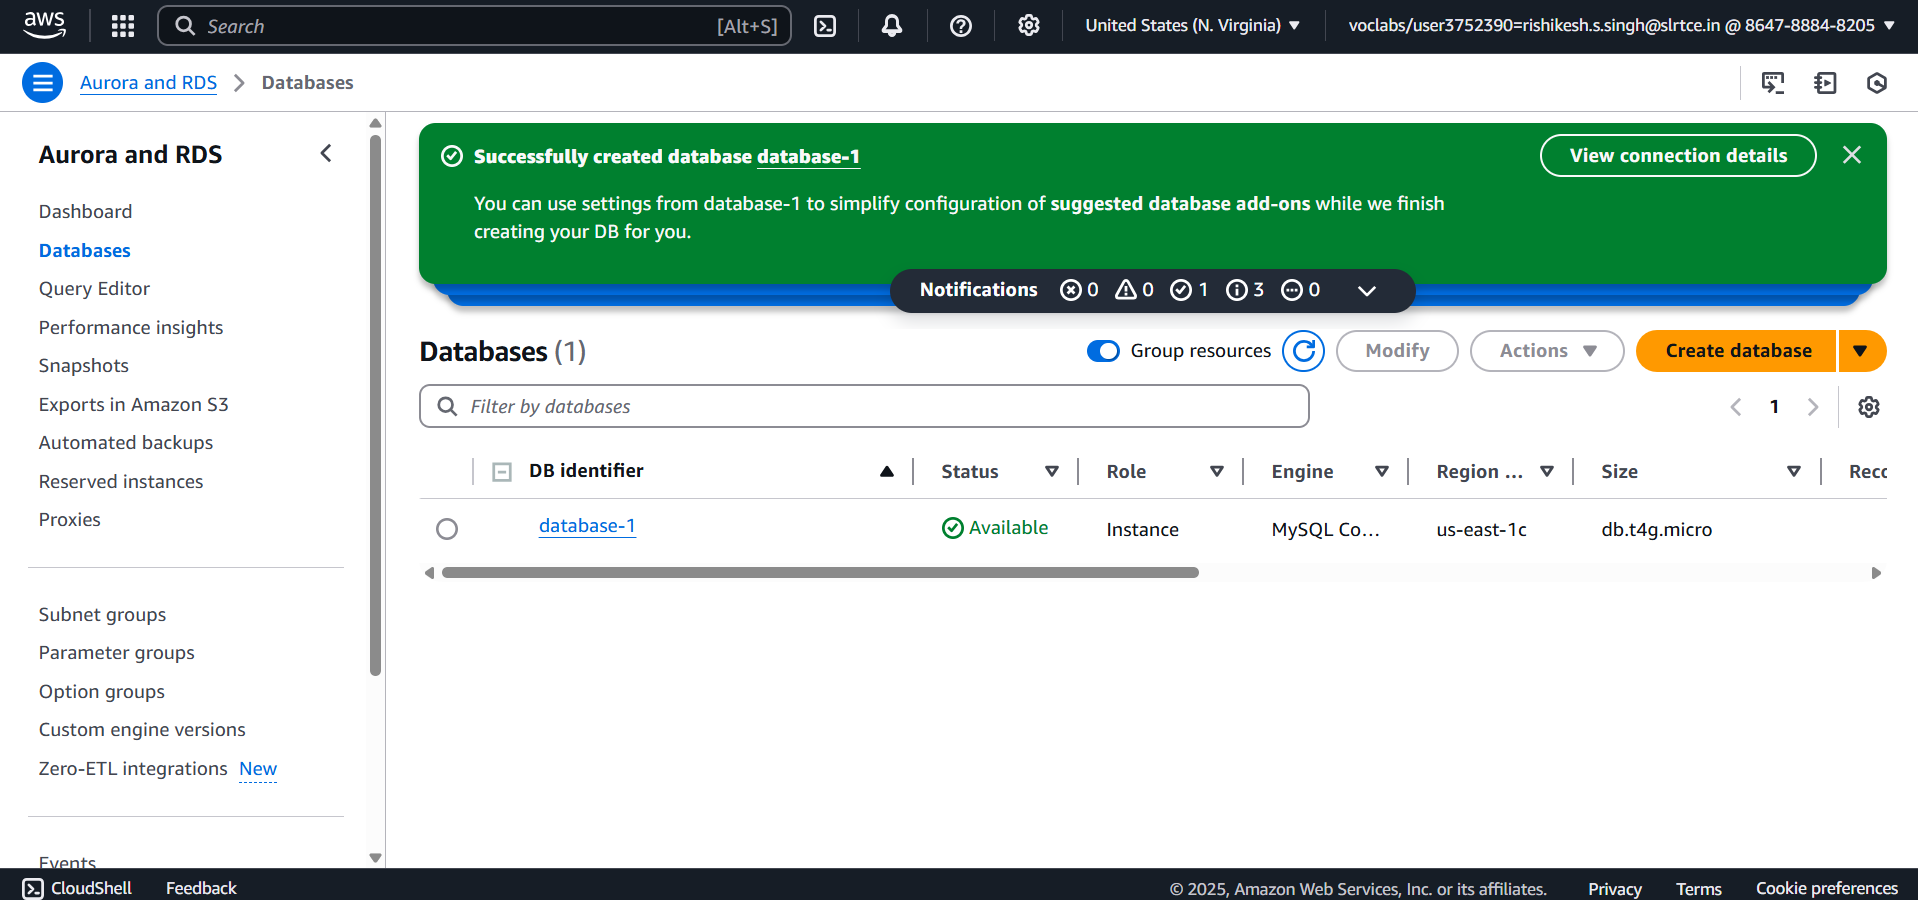 aws
Search [Alt+S]
United States (N. Virginia)
voclabs/user3752390=rishikesh.s.singh@slrtce.in @ 8647-8884-8205
Aurora and RDS
Databases
Aurora and RDS
Dashboard
Databases
Query Editor
Performance insights
Snapshots
Exports in Amazon S3
Automated backups
Reserved instances
Proxies
Subnet groups
Parameter groups
Option groups
Custom engine versions
Zero-ETL integrations New
Events
Successfully created database database-1
View connection details
You can use settings from database-1 to simplify configuration of suggested database add-ons while we finish
creating your DB for you.
Notifications 0 0 1 3 0
Databases (1)
Group resources
Modify
Actions
Create database
Filter by databases
1
DB identifier Status Role Engine Region ... Size Reco
database-1 Available Instance MySQL Co... us-east-1c db.t4g.micro
CloudShell Feedback
© 2025, Amazon Web Services, Inc. or its affiliates. Privacy Terms Cookie preferences